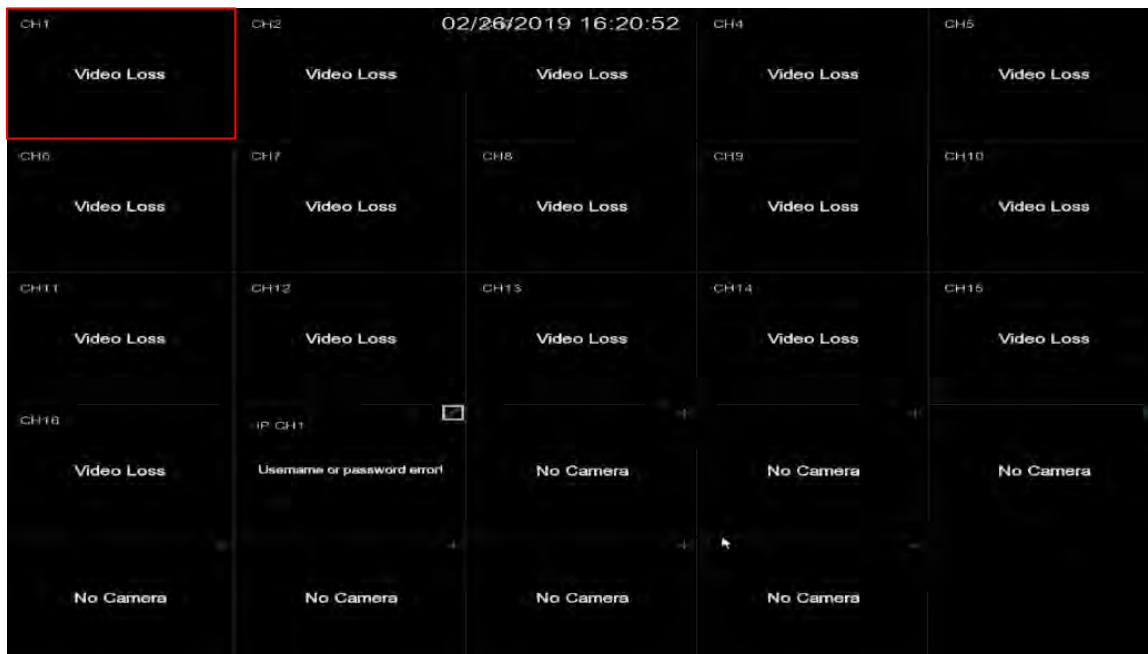 CH1 CH2 02/26/2019 16:20:52 CH4 CH5
Video Loss Video Loss Video Loss Video Loss Video Loss
CH6 CH7 CH8 CH9 CH10
Video Loss Video Loss Video Loss Video Loss Video Loss
CH11 CH12 CH13 CH14 CH15
Video Loss Video Loss Video Loss Video Loss Video Loss
CH16 IP CH1
Video Loss Username or password error! No Camera No Camera No Camera
No Camera No Camera No Camera No Camera